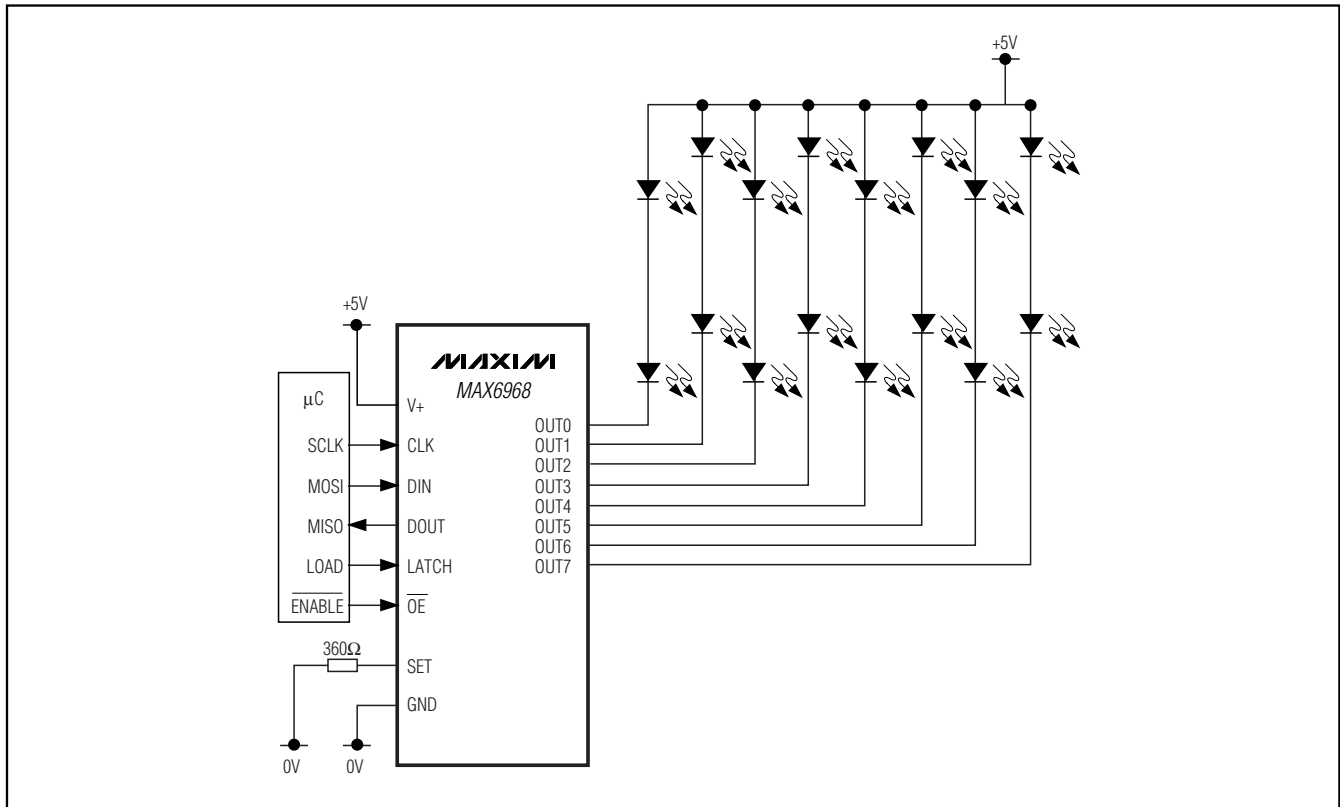 +5V
+5V
MAXIM
MAX6968
µC
V+
SCLK
CLK
MOSI
DIN
MISO
DOUT
LOAD
LATCH
ENABLE
OE
360Ω
SET
GND
0V
0V
OUT0
OUT1
OUT2
OUT3
OUT4
OUT5
OUT6
OUT7